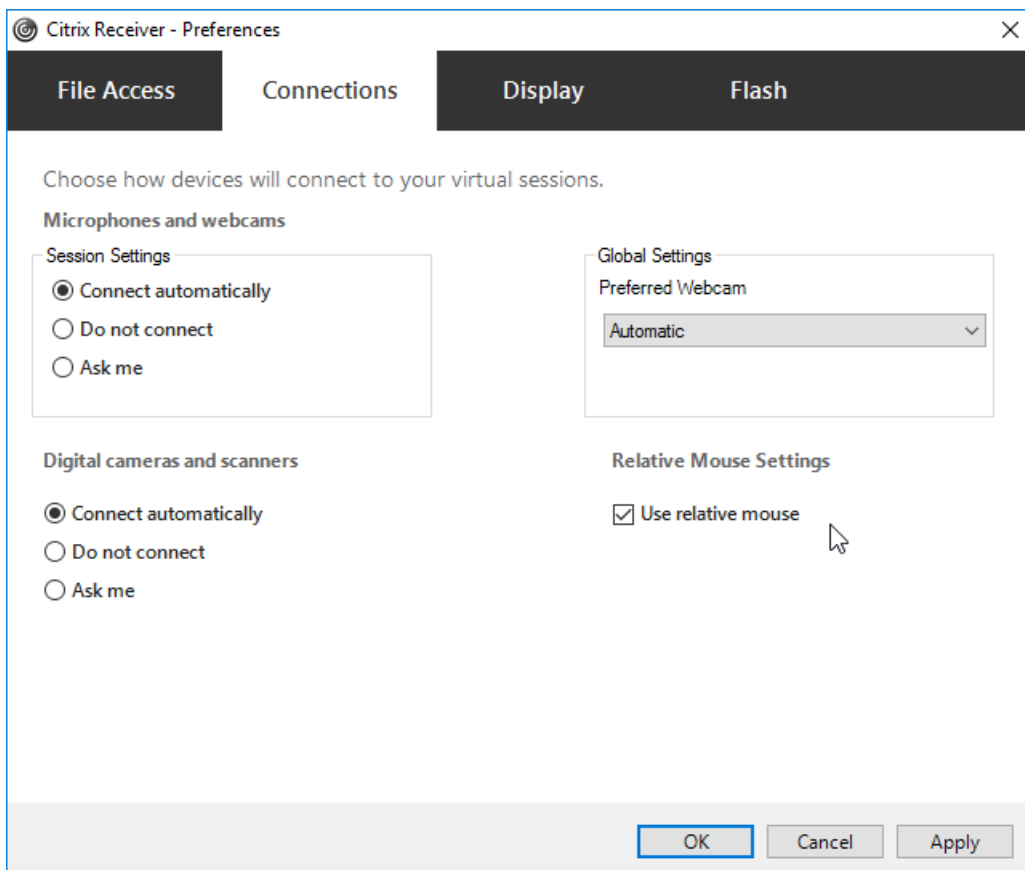 Citrix Receiver - Preferences
File Access
Connections
Display
Flash
Choose how devices will connect to your virtual sessions.
Microphones and webcams
Session Settings
Connect automatically
Do not connect
Ask me
Global Settings
Preferred Webcam
Automatic
Digital cameras and scanners
Connect automatically
Do not connect
Ask me
Relative Mouse Settings
Use relative mouse
OK
Cancel
Apply